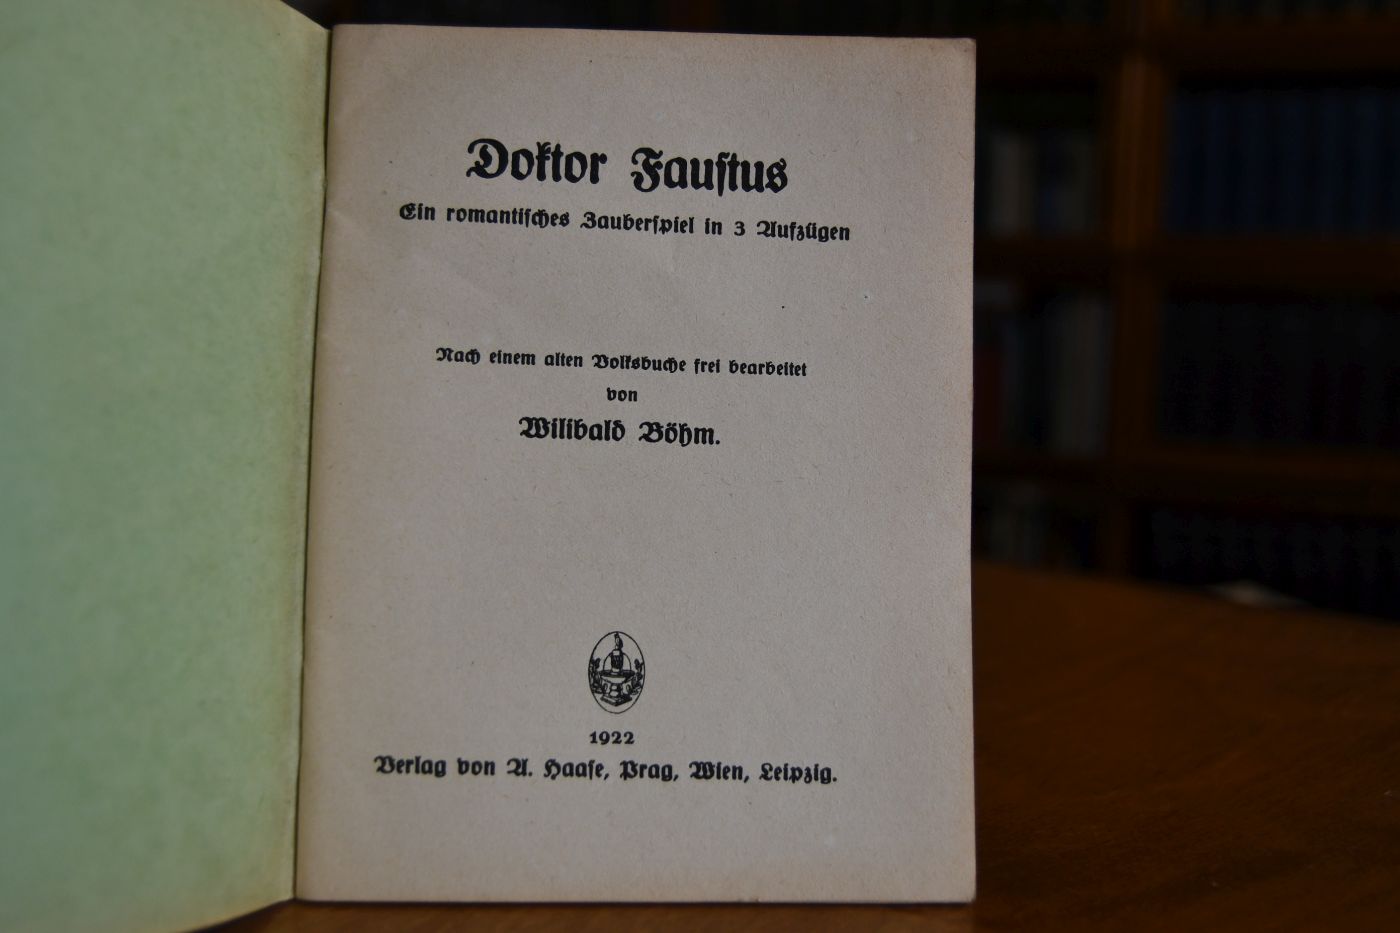 Doktor Faustus
Ein romantisches Zauberspiel in 3 Aufzügen
Nach einem alten Volksbuche frei bearbeitet
von
Wilibald Böhm.
1922
Verlag von A. Haase, Prag, Wien, Leipzig.